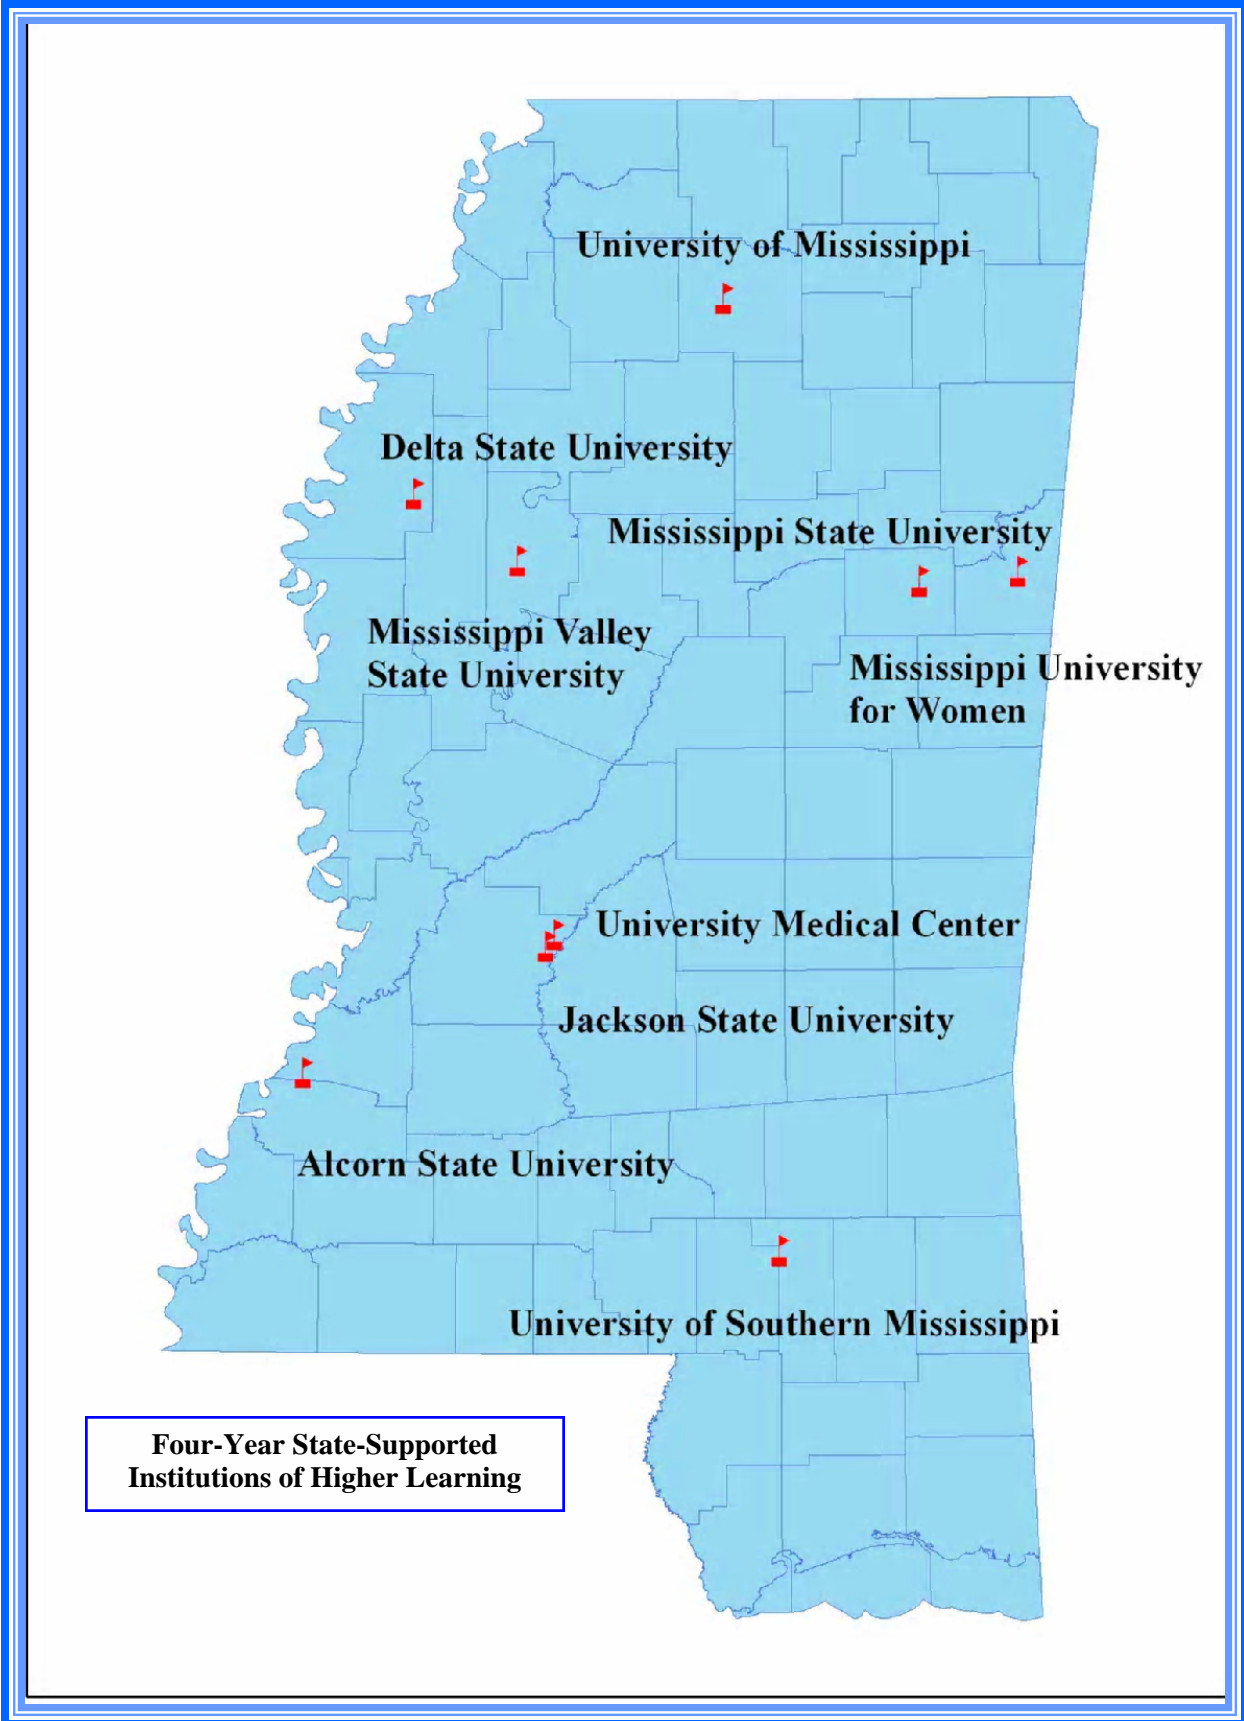 University of Mississippi
Delta State University
Mississippi State University
Mississippi Valley
State University
Mississippi University
for Women
University Medical Center
Jackson State University
Alcorn State University
University of Southern Mississippi
Four-Year State-Supported
Institutions of Higher Learning